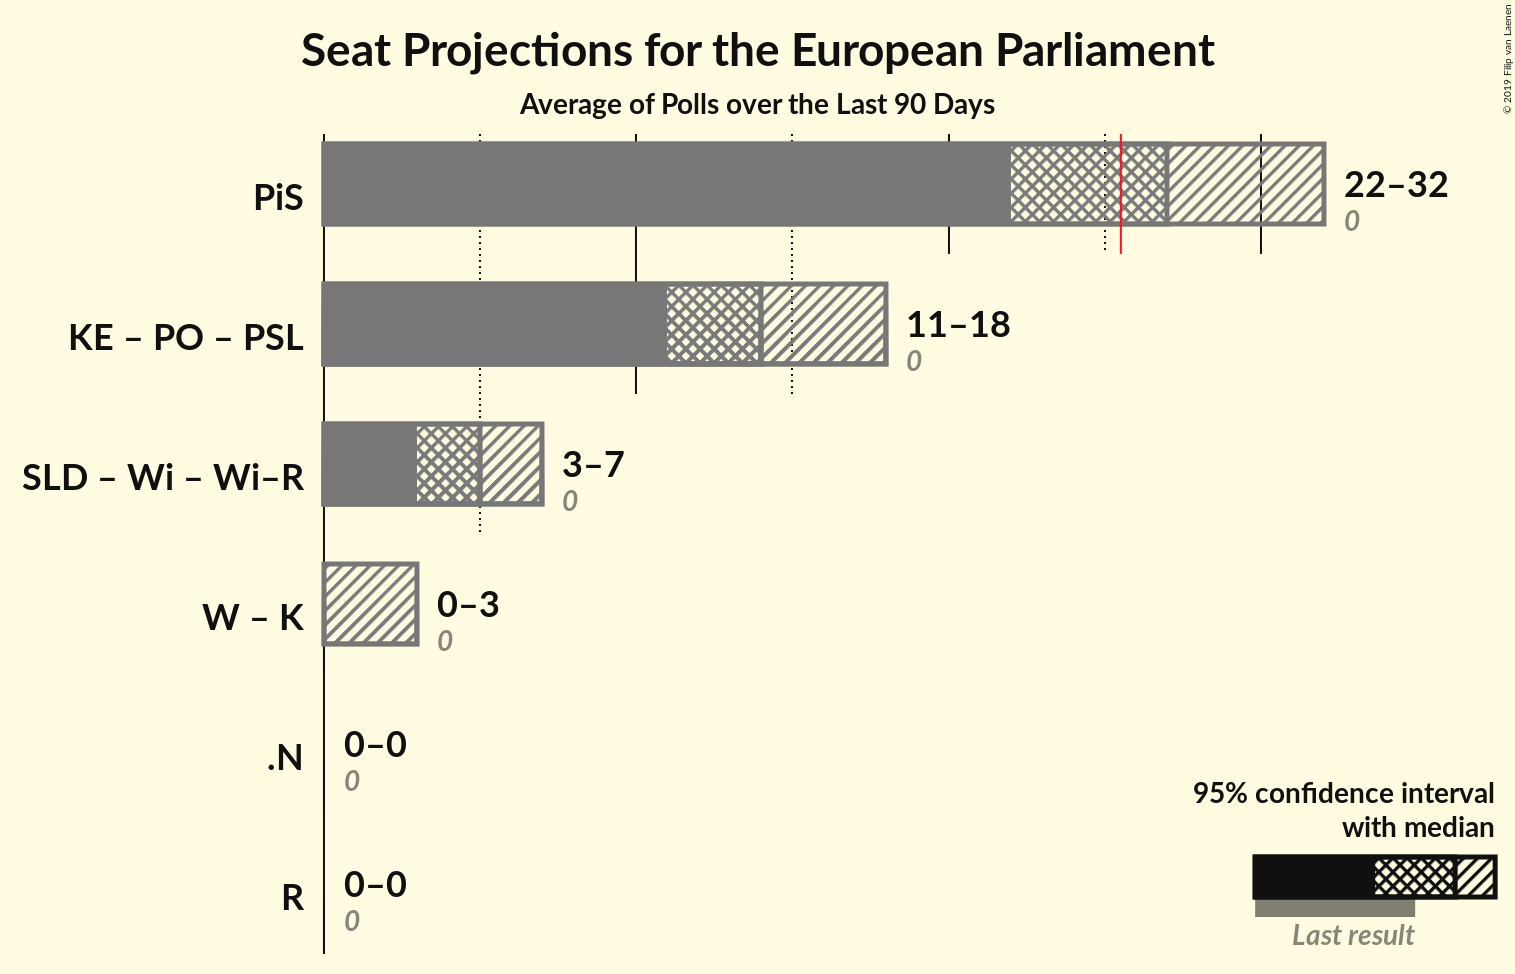 Seat Projections for the European Parliament
Average of Polls over the Last 90 Days
© 2019 Filip van Laenen
PiS
22–32
0
KE – PO – PSL
11–18
0
SLD – Wi – Wi–R
3–7
0
W – K
0–3
0
.N
0–0
0
R
0–0
0
95% confidence interval
with median
Last result